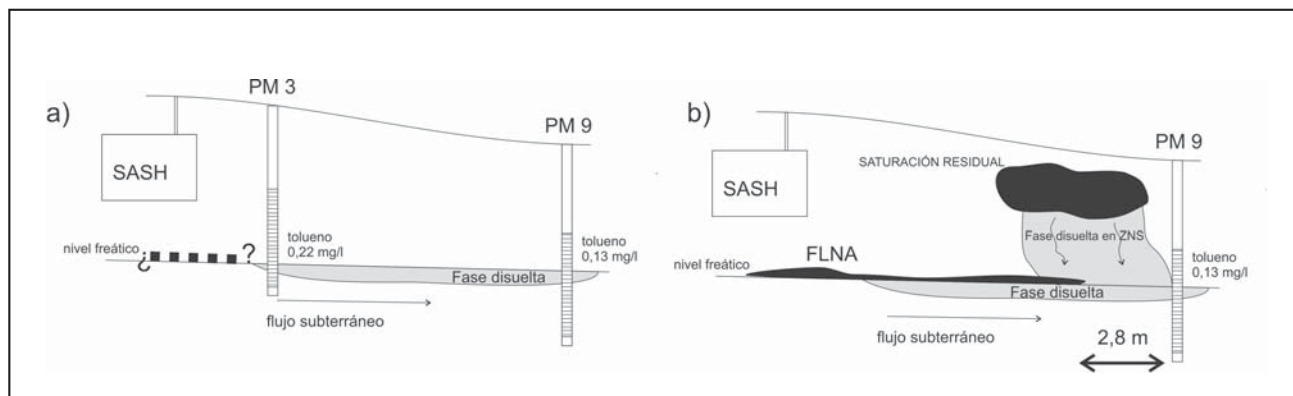 a)
PM 3
PM 9
SASH
nivel freático
¿
?
tolueno
0,22 mg/l
tolueno
0,13 mg/l
Fase disuelta
flujo subterráneo
b)
PM 9
SASH
SATURACIÓN RESIDUAL
Fase disuelta en ZNS
tolueno
0,13 mg/l
nivel freático
FLNA
Fase disuelta
flujo subterráneo
2,8 m